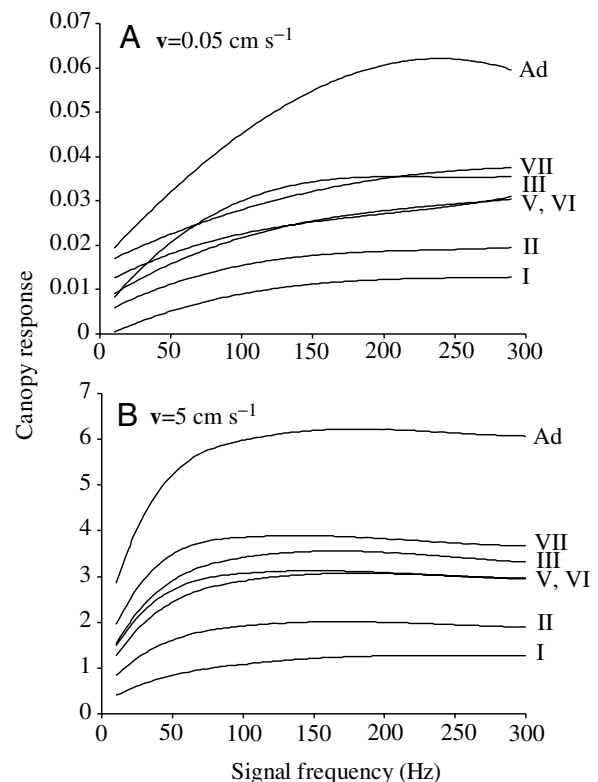 A v=0.05 cm s⁻¹
0.07
0.06
0.05
0.04
0.03
0.02
0.01
0
Ad
VII
III
V, VI
II
I
0 50 100 150 200 250 300
Canopy response
B v=5 cm s⁻¹
7
6
5
4
3
2
1
0
Ad
VII
III
V, VI
II
I
0 50 100 150 200 250 300
Signal frequency (Hz)